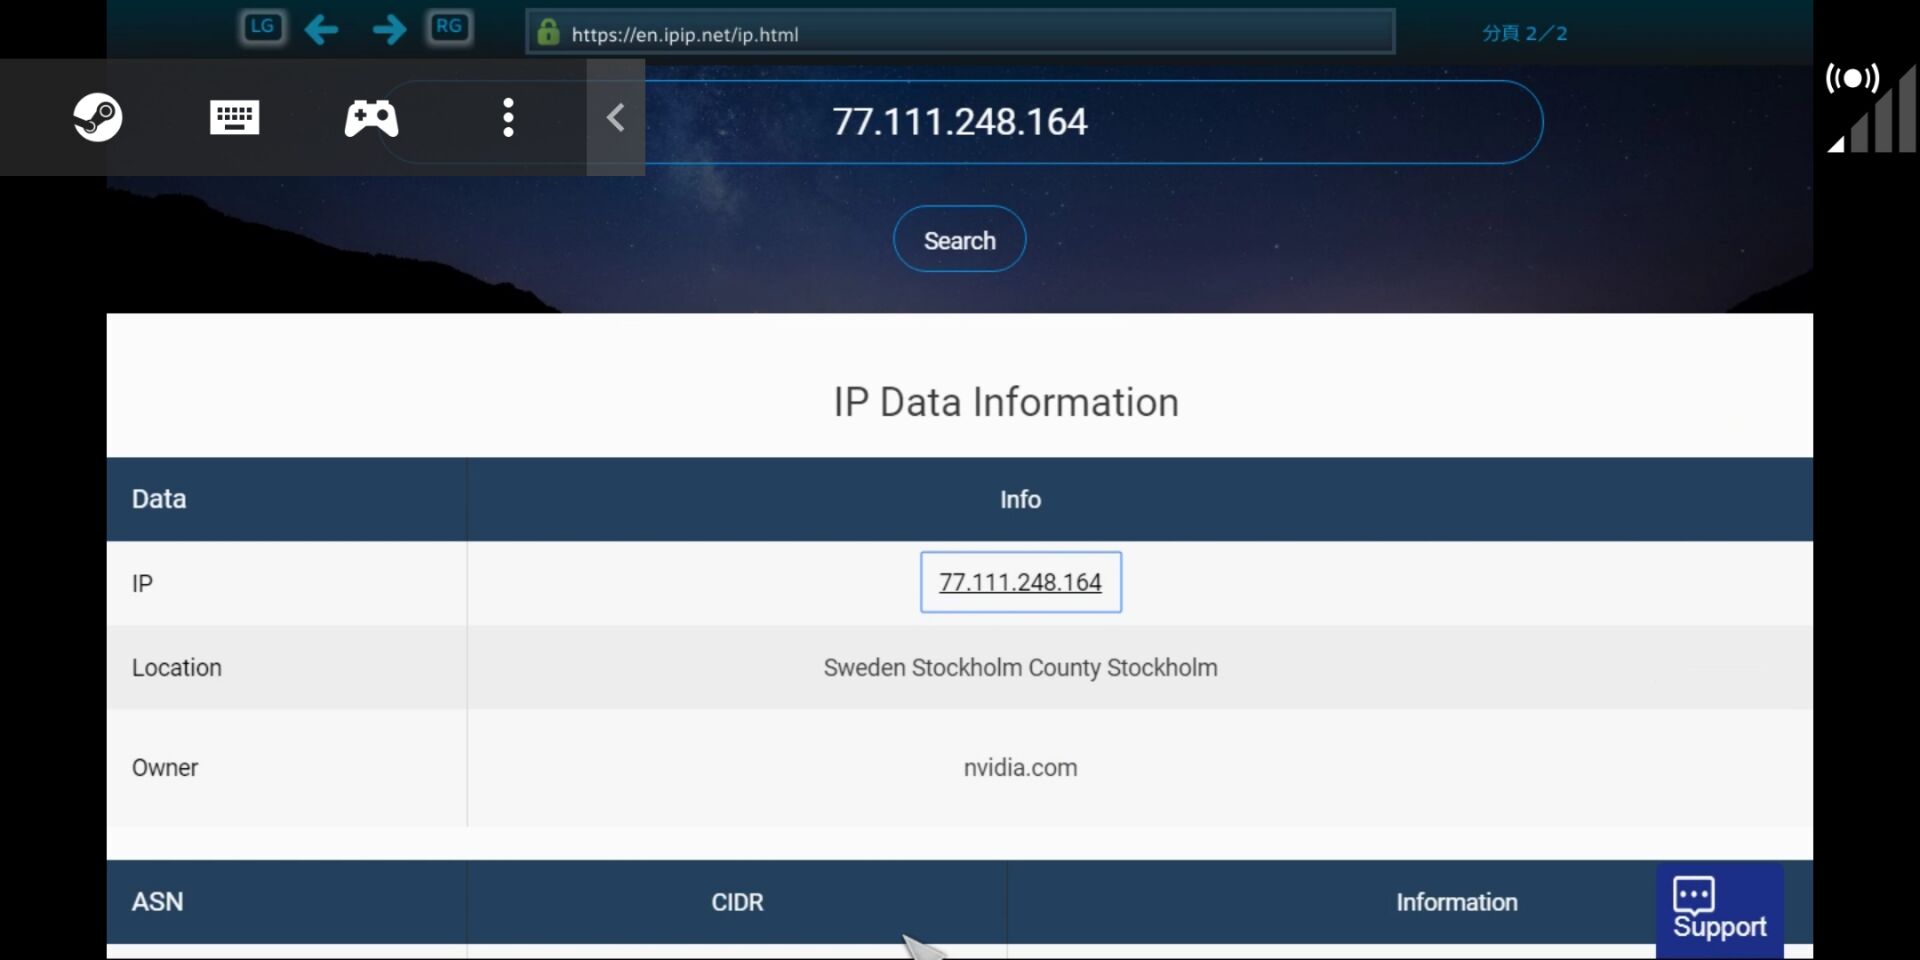 LG
RG
https://en.ipip.net/ip.html
分頁 2／2
77.111.248.164
Search
IP Data Information
Data Info
IP 77.111.248.164
Location Sweden Stockholm County Stockholm
Owner nvidia.com
ASN CIDR Information
Support